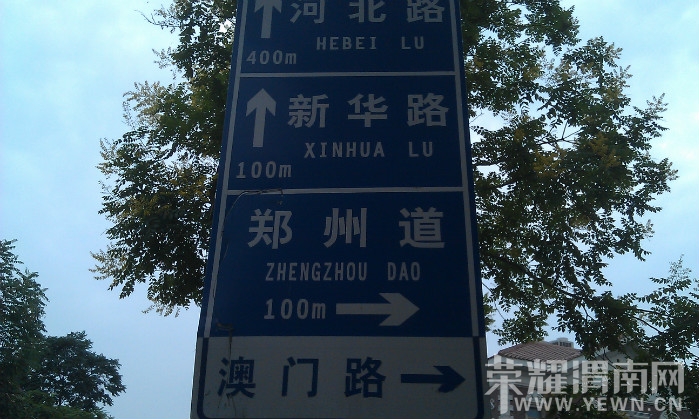 河北路
HEBEI LU
400m
新华路
XINHUA LU
100m
郑州道
ZHENGZHOU DAO
100m
澳门路
荣耀渭南网
WWW.YEWN.CN